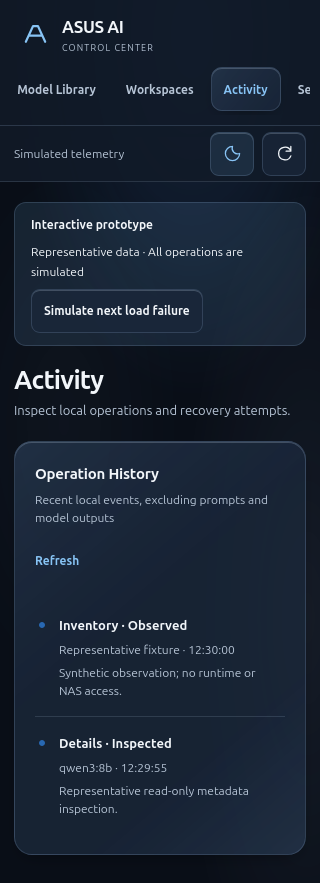 ASUS AI
CONTROL CENTER
Model Library
Workspaces
Activity
Se
Simulated telemetry
Interactive prototype
Representative data · All operations are
simulated
Simulate next load failure
Activity
Inspect local operations and recovery attempts.
Operation History
Recent local events, excluding prompts and
model outputs
Refresh
Inventory · Observed
Representative fixture · 12:30:00
Synthetic observation; no runtime or
NAS access.
Details · Inspected
qwen3:8b · 12:29:55
Representative read-only metadata
inspection.